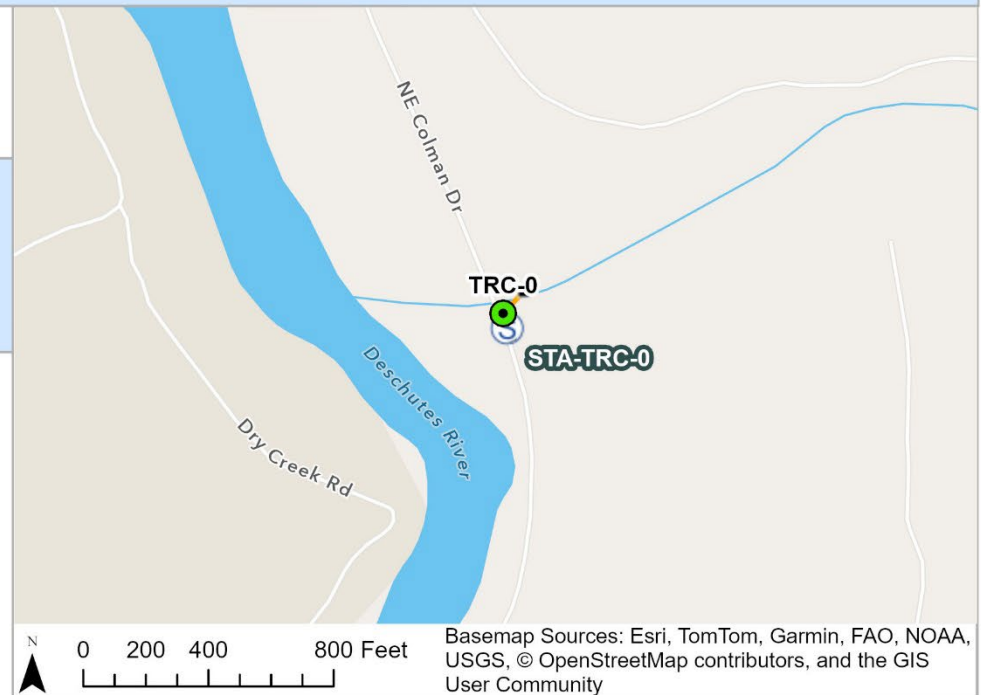 NE Colman Dr
TRC-0
S
STA-TRC-0
Deschutes River
Dry Creek Rd
N
0 200 400 800 Feet
Basemap Sources: Esri, TomTom, Garmin, FAO, NOAA,
USGS, © OpenStreetMap contributors, and the GIS
User Community